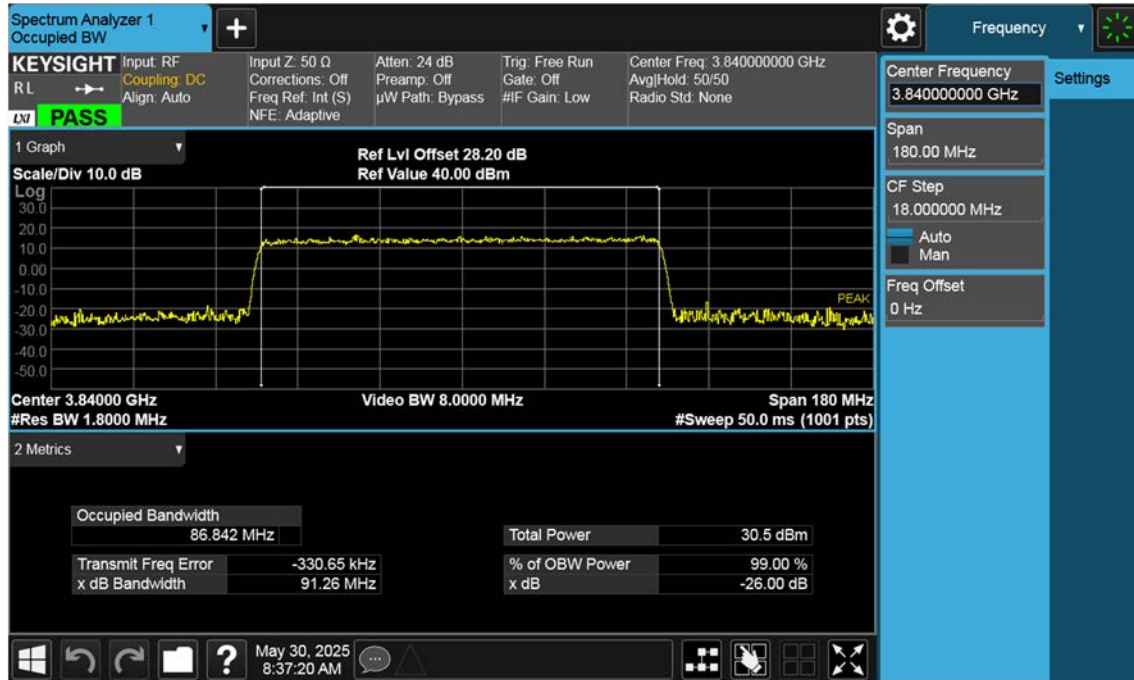 Spectrum Analyzer 1
Occupied BW
+
Frequency
KEYSIGHT
R L
LXI
PASS
Input: RF
Coupling: DC
Align: Auto
Input Z: 50 Ω
Corrections: Off
Freq Ref: Int (S)
NFE: Adaptive
Atten: 24 dB
Preamp: Off
µW Path: Bypass
Trig: Free Run
Gate: Off
#IF Gain: Low
Center Freq: 3.840000000 GHz
Avg|Hold: 50/50
Radio Std: None
Center Frequency
3.840000000 GHz
Settings
Span
180.00 MHz
CF Step
18.000000 MHz
Auto
Man
Freq Offset
0 Hz
1 Graph
Scale/Div 10.0 dB
Ref Lvl Offset 28.20 dB
Ref Value 40.00 dBm
Log
30.0
20.0
10.0
0.00
-10.0
-20.0
-30.0
-40.0
-50.0
PEAK
Center 3.84000 GHz
#Res BW 1.8000 MHz
Video BW 8.0000 MHz
Span 180 MHz
#Sweep 50.0 ms (1001 pts)
2 Metrics
Occupied Bandwidth
86.842 MHz
Total Power 30.5 dBm
Transmit Freq Error -330.65 kHz
% of OBW Power 99.00 %
x dB Bandwidth 91.26 MHz
x dB -26.00 dB
?
May 30, 2025
8:37:20 AM